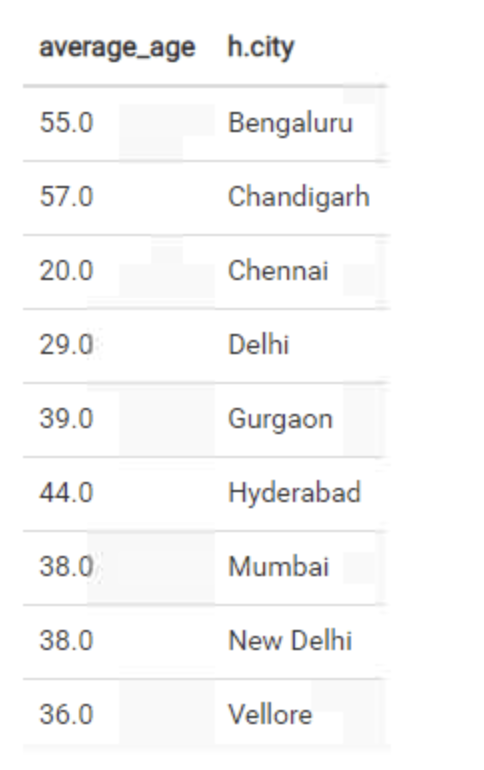 average_age h.city
55.0 Bengaluru
57.0 Chandigarh
20.0 Chennai
29.0 Delhi
39.0 Gurgaon
44.0 Hyderabad
38.0 Mumbai
38.0 New Delhi
36.0 Vellore